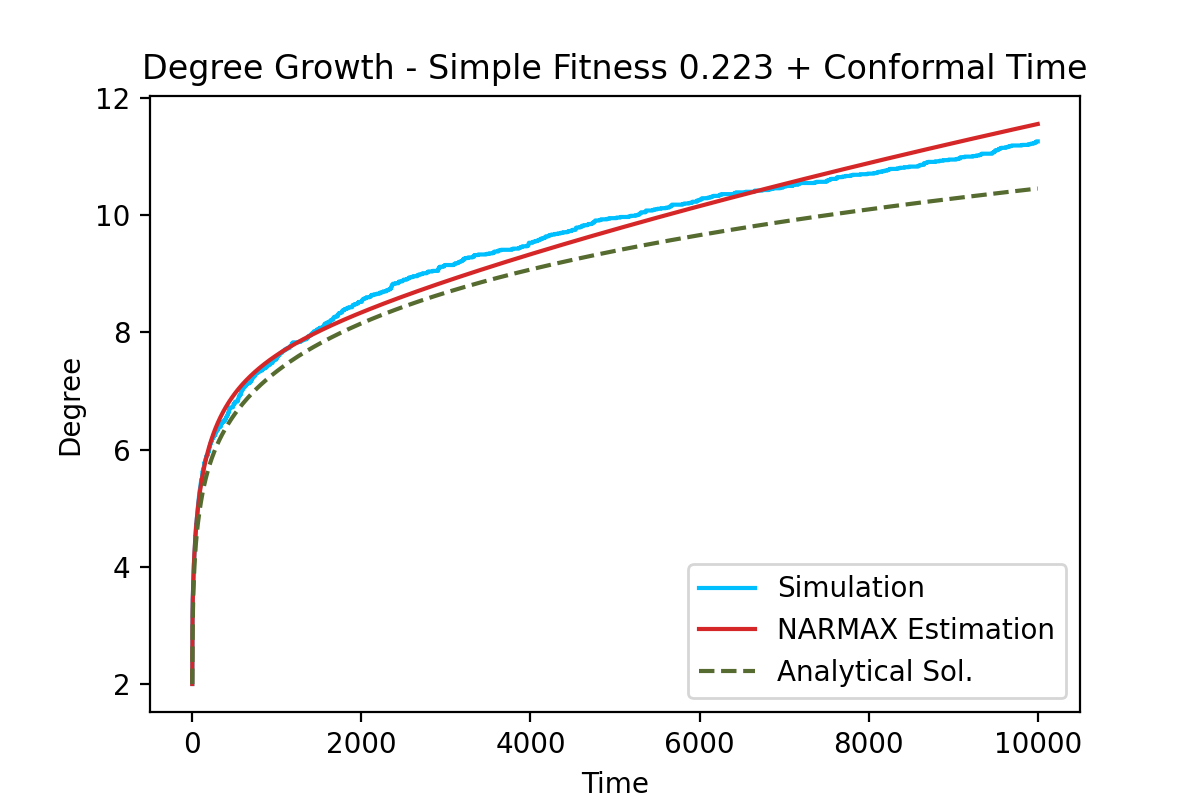 Degree Growth - Simple Fitness 0.223 + Conformal Time
12
10
8
6
4
2
Degree
Simulation
NARMAX Estimation
Analytical Sol.
0 2000 4000 6000 8000 10000
Time